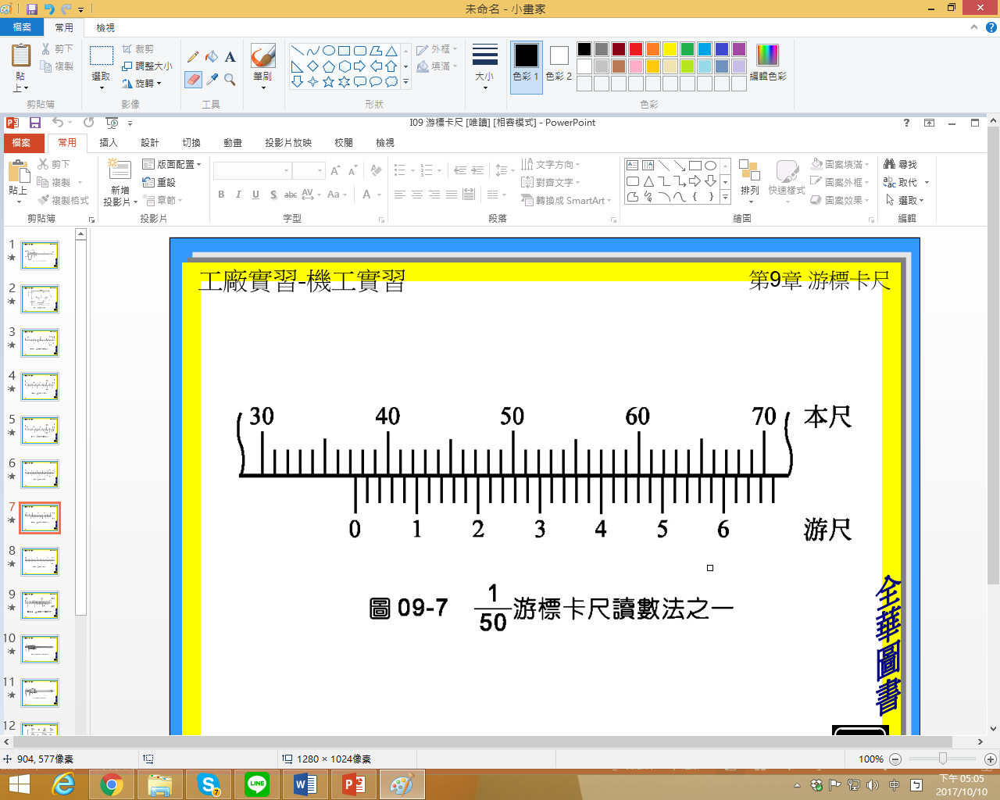 未命名 - 小畫家
檔案 常用 檢視
貼上 剪下 複製
選取 裁剪 調整大小 旋轉
A
筆刷
外框 填滿
大小
色彩 1 色彩 2
編輯色彩
剪貼簿 影像 工具 形狀 色彩
I09 游標卡尺 [唯讀] [相容模式] - PowerPoint
檔案 常用 插入 設計 切換 動畫 投影片放映 校閱 檢視
貼上 剪下 複製 複製格式
新增投影片 版面配置 重設 章節
B I U S abc AV Aa A
文字方向 對齊文字 轉換成 SmartArt
排列 快速樣式 圖案填滿 圖案外框 圖案效果
尋找 取代 選取
剪貼簿 投影片 字型 段落 繪圖 編輯
1
2
3
4
5
6
7
8
9
10
11
12
工廠實習-機工實習 第9章 游標卡尺
30 40 50 60 70 本尺
0 1 2 3 4 5 6 游尺
圖 09-7 1/50 游標卡尺讀數法之一
全華圖書
904, 577像素 1280 × 1024像素 100%
中
下午 05:05
2017/10/10